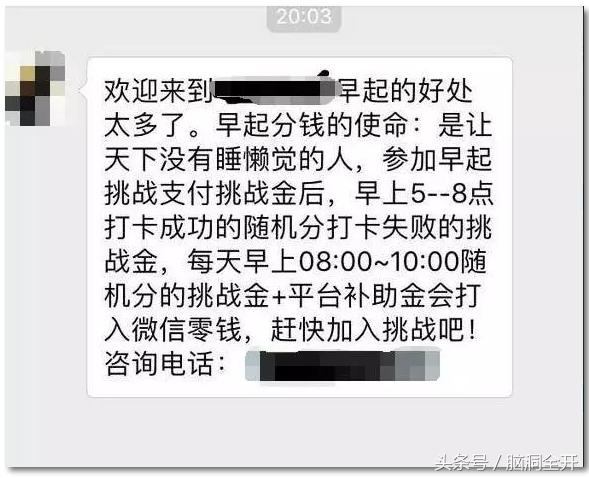 20:03
欢迎来到 早起的好处
太多了。早起分钱的使命：是让
天下没有睡懒觉的人，参加早起
挑战支付挑战金后，早上5--8点
打卡成功的随机分打卡失败的挑
战金，每天早上08:00~10:00随
机分的挑战金+平台补助金会打
入微信零钱，赶快加入挑战吧！
咨询电话：
头条号 / 脑洞全开